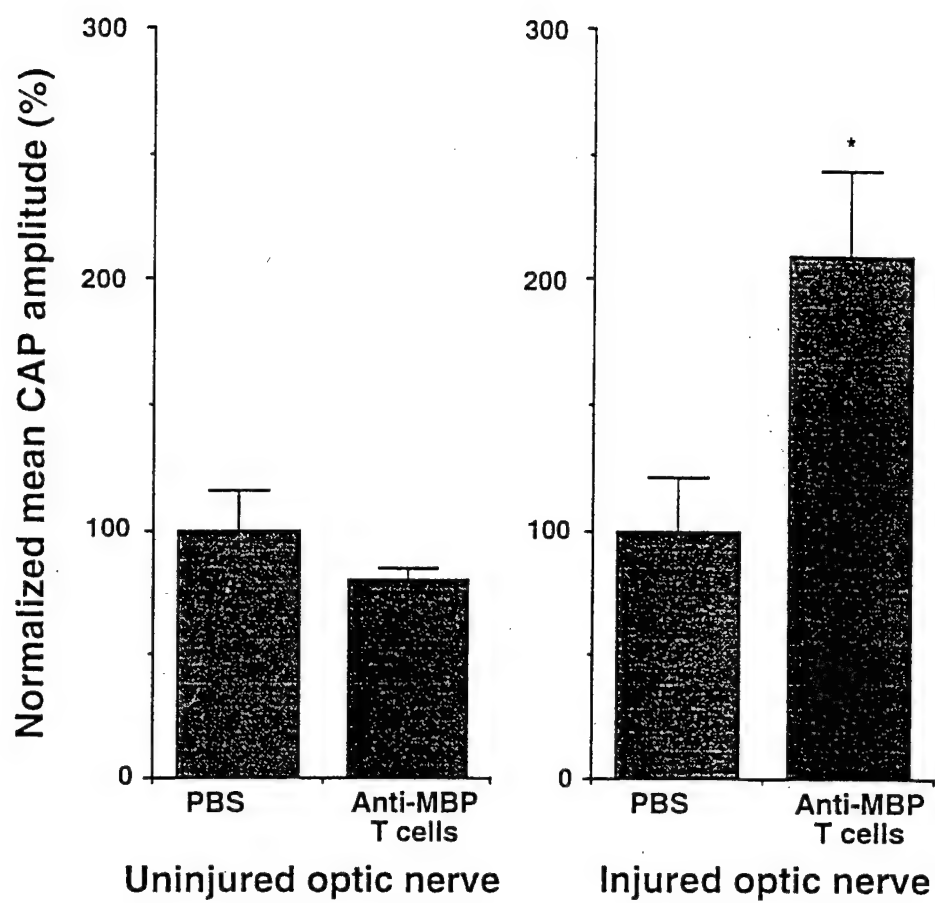 Normalized mean CAP amplitude (%)
300
200
100
0
PBS
Anti-MBP
T cells
Uninjured optic nerve
300
200
100
0
*
PBS
Anti-MBP
T cells
Injured optic nerve